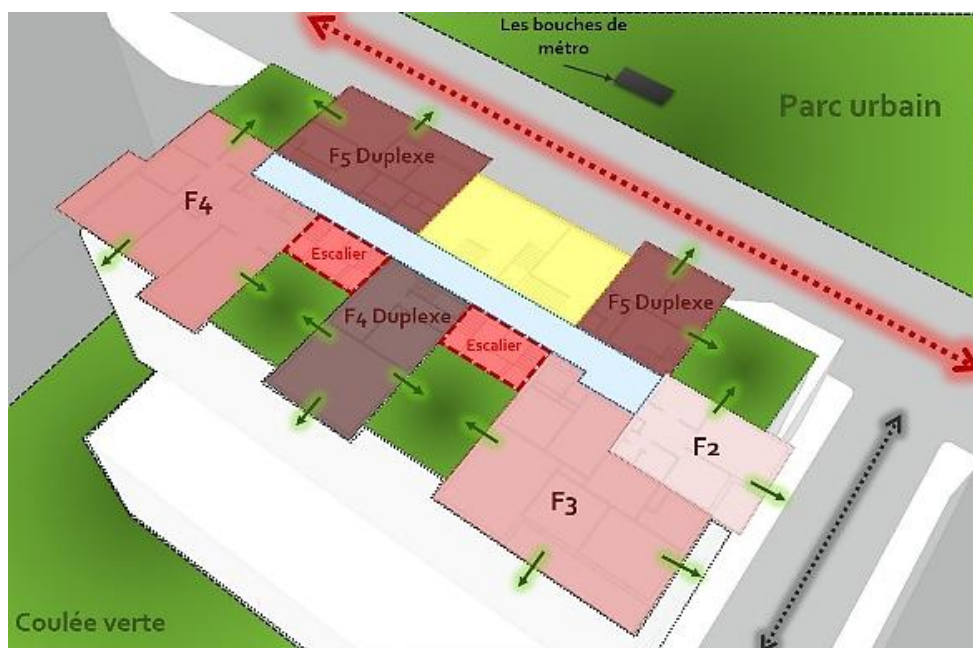 Les bouches de
métro
Parc urbain
F5 Duplexe
F4
Escalier
F5 Duplexe
F4 Duplexe
Escalier
F2
F3
Coulée verte